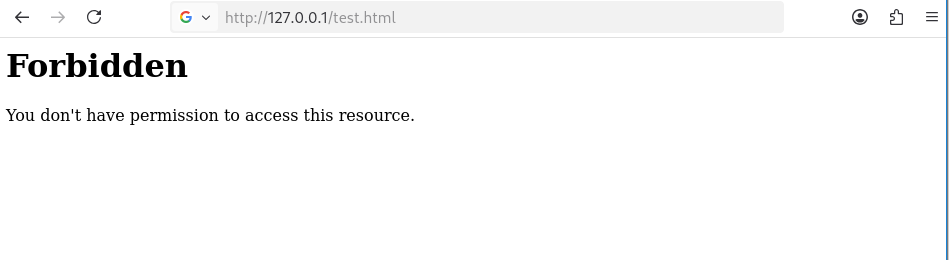 http://127.0.0.1/test.html
Forbidden
You don't have permission to access this resource.